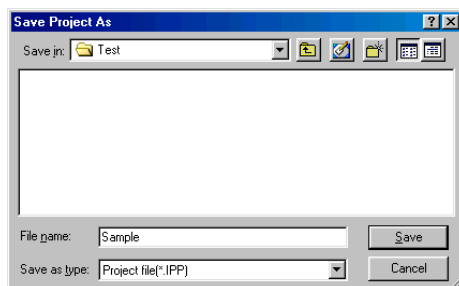 Save Project As
Save in: Test
File name: Sample Save
Save as type: Project file(*.IPP) Cancel